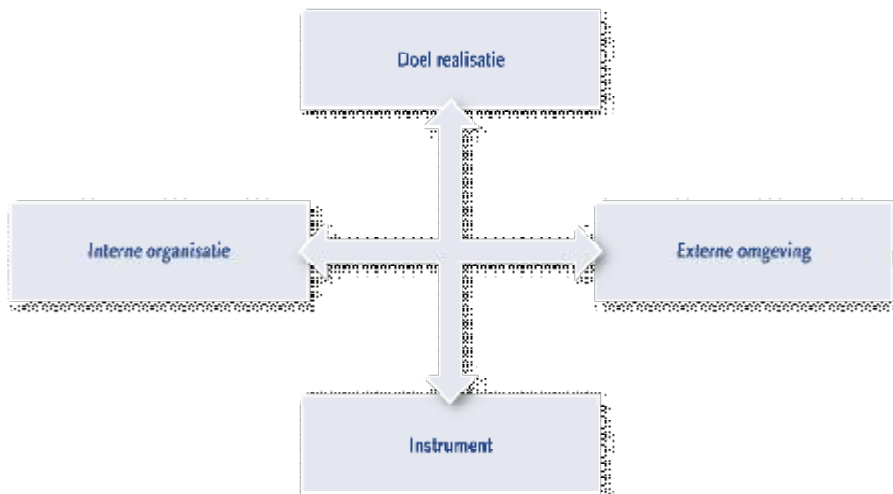 Doel realisatie
Interne organisatie
Externe omgeving
Instrument